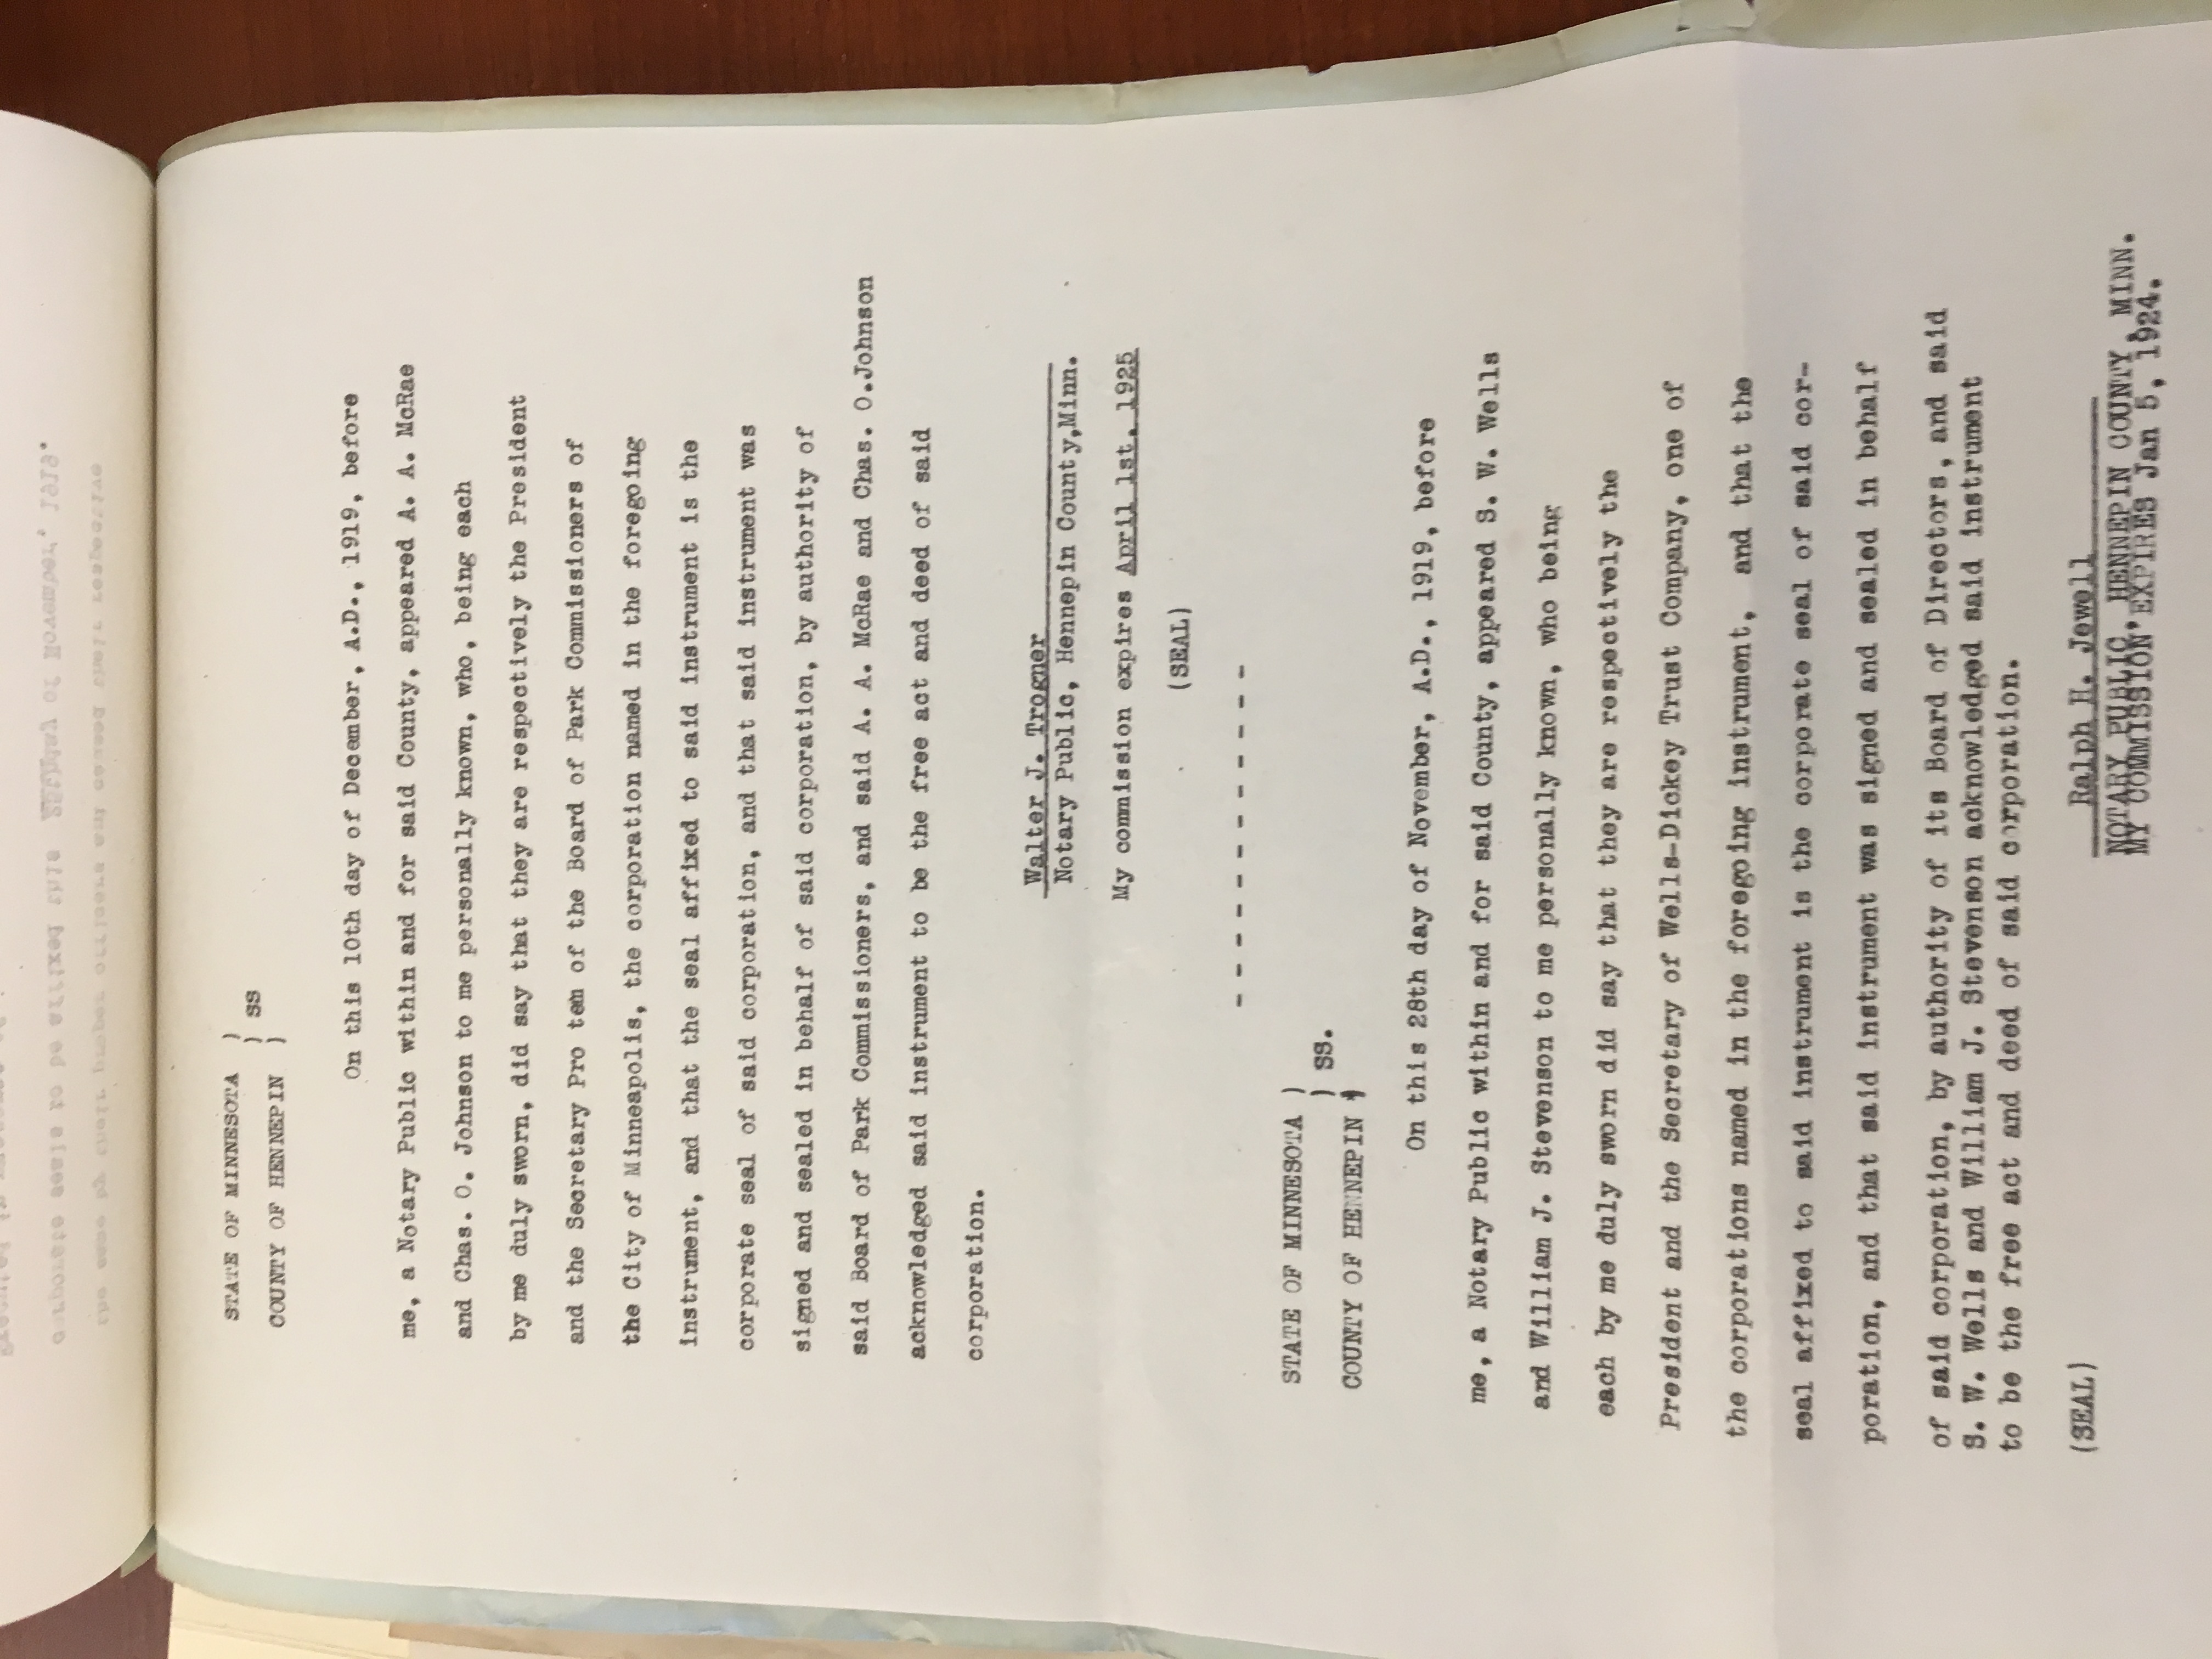 STATE OF MINNESOTA )
) SS
COUNTY OF HENNEPIN )
On this 10th day of December, A.D., 1919, before
me, a Notary Public within and for said County, appeared A. A. McRae
and Chas. O. Johnson to me personally known, who, being each
by me duly sworn, did say that they are respectively the President
and the Secretary Pro tem of the Board of Park Commissioners of
the City of Minneapolis, the corporation named in the foregoing
instrument, and that the seal affixed to said instrument is the
corporate seal of said corporation, and that said instrument was
signed and sealed in behalf of said corporation, by authority of
said Board of Park Commissioners, and said A. A. McRae and Chas. O.Johnson
acknowledged said instrument to be the free act and deed of said
corporation.
Walter J. Trogner
Notary Public, Hennepin County,Minn.
My commission expires April 1st, 1925
(SEAL)
- - - - - - - - - - - -
STATE OF MINNESOTA )
) SS.
COUNTY OF HENNEPIN )
On this 28th day of November, A.D., 1919, before
me, a Notary Public within and for said County, appeared S. W. Wells
and William J. Stevenson to me personally known, who being
each by me duly sworn did say that they are respectively the
President and the Secretary of Wells-Dickey Trust Company, one of
the corporations named in the foregoing instrument, and that the
seal affixed to said instrument is the corporate seal of said cor-
poration, and that said instrument was signed and sealed in behalf
of said corporation, by authority of its Board of Directors, and said
S. W. Wells and William J. Stevenson acknowledged said instrument
to be the free act and deed of said corporation.
(SEAL)
Ralph H. Jewell
NOTARY PUBLIC, HENNEPIN COUNTY, MINN.
MY COMMISSION EXPIRES Jan 5, 1924.